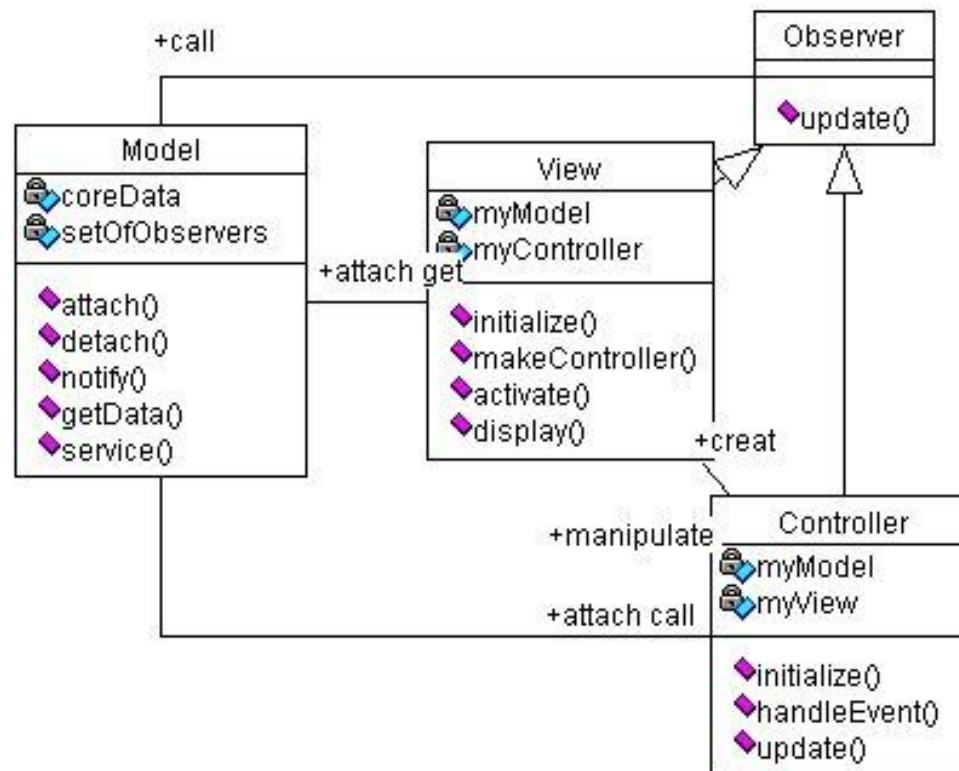 +call
Observer
update()
Model
coreData
setOfObservers
attach()
detach()
notify()
getData()
service()
+attach get
View
myModel
myController
initialize()
makeController()
activate()
display()
+creat
+manipulate
+attach call
Controller
myModel
myView
initialize()
handleEvent()
update()